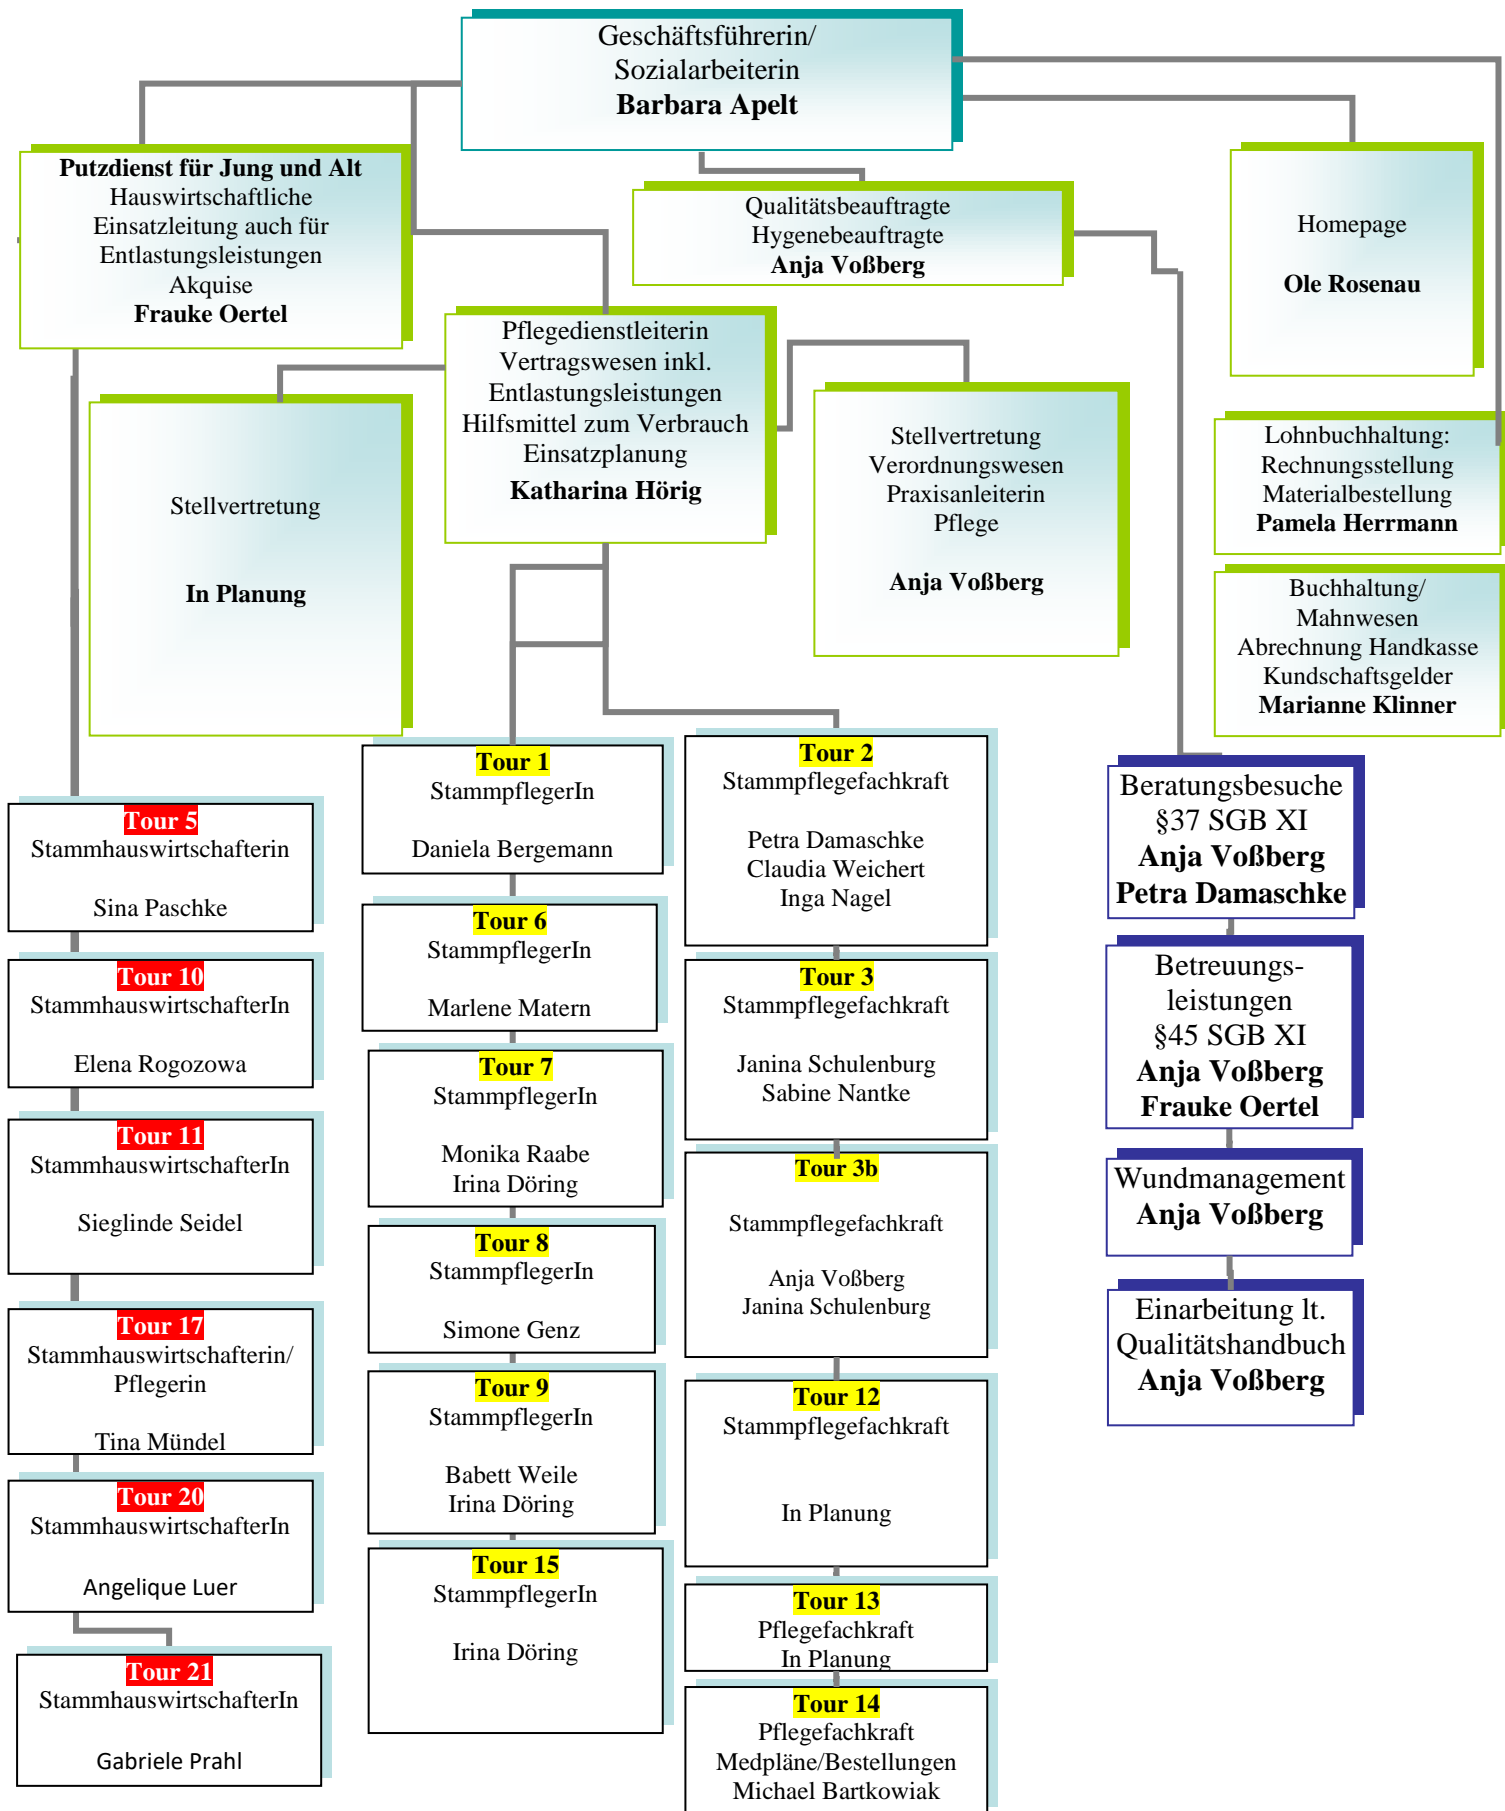 Geschäftsführerin/
Sozialarbeiterin
Barbara Apelt
Putzdienst für Jung und Alt
Hauswirtschaftliche
Einsatzleitung auch für
Entlastungsleistungen
Akquise
Frauke Oertel
Qualitätsbeauftragte
Hygenebeauftragte
Anja Voßberg
Homepage
Ole Rosenau
Pflegedienstleiterin
Vertragswesen inkl.
Entlastungsleistungen
Hilfsmittel zum Verbrauch
Einsatzplanung
Katharina Hörig
Stellvertretung
In Planung
Stellvertretung
Verordnungswesen
Praxisanleiterin
Pflege
Anja Voßberg
Lohnbuchhaltung:
Rechnungsstellung
Materialbestellung
Pamela Herrmann
Buchhaltung/
Mahnwesen
Abrechnung Handkasse
Kundschaftsgelder
Marianne Klinner
Tour 5
Stammhauswirtschafterin
Sina Paschke
Tour 10
StammhauswirtschafterIn
Elena Rogozowa
Tour 11
StammhauswirtschafterIn
Sieglinde Seidel
Tour 17
Stammhauswirtschafterin/
Pflegerin
Tina Mündel
Tour 20
StammhauswirtschafterIn
Angelique Luer
Tour 21
StammhauswirtschafterIn
Gabriele Prahl
Tour 1
StammpflegerIn
Daniela Bergemann
Tour 6
StammpflegerIn
Marlene Matern
Tour 7
StammpflegerIn
Monika Raabe
Irina Döring
Tour 8
StammpflegerIn
Simone Genz
Tour 9
StammpflegerIn
Babett Weile
Irina Döring
Tour 15
StammpflegerIn
Irina Döring
Tour 2
Stammpflegefachkraft
Petra Damaschke
Claudia Weichert
Inga Nagel
Tour 3
Stammpflegefachkraft
Janina Schulenburg
Sabine Nantke
Tour 3b
Stammpflegefachkraft
Anja Voßberg
Janina Schulenburg
Tour 12
Stammpflegefachkraft
In Planung
Tour 13
Pflegefachkraft
In Planung
Tour 14
Pflegefachkraft
Medpläne/Bestellungen
Michael Bartkowiak
Beratungsbesuche
§37 SGB XI
Anja Voßberg
Petra Damaschke
Betreuungs-
leistungen
§45 SGB XI
Anja Voßberg
Frauke Oertel
Wundmanagement
Anja Voßberg
Einarbeitung lt.
Qualitätshandbuch
Anja Voßberg